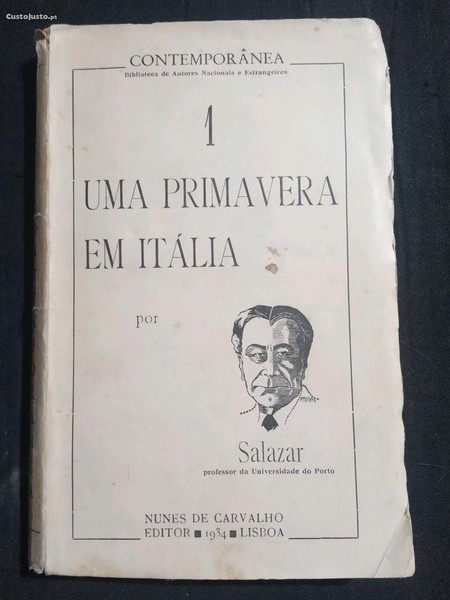 CustoJusto.pt
CONTEMPORÂNEA
Biblioteca de Autores Nacionais e Estrangeiros
1
UMA PRIMAVERA
EM ITÁLIA
por
Salazar
professor da Universidade do Porto
NUNES DE CARVALHO
EDITOR ■ 1934 ■ LISBOA